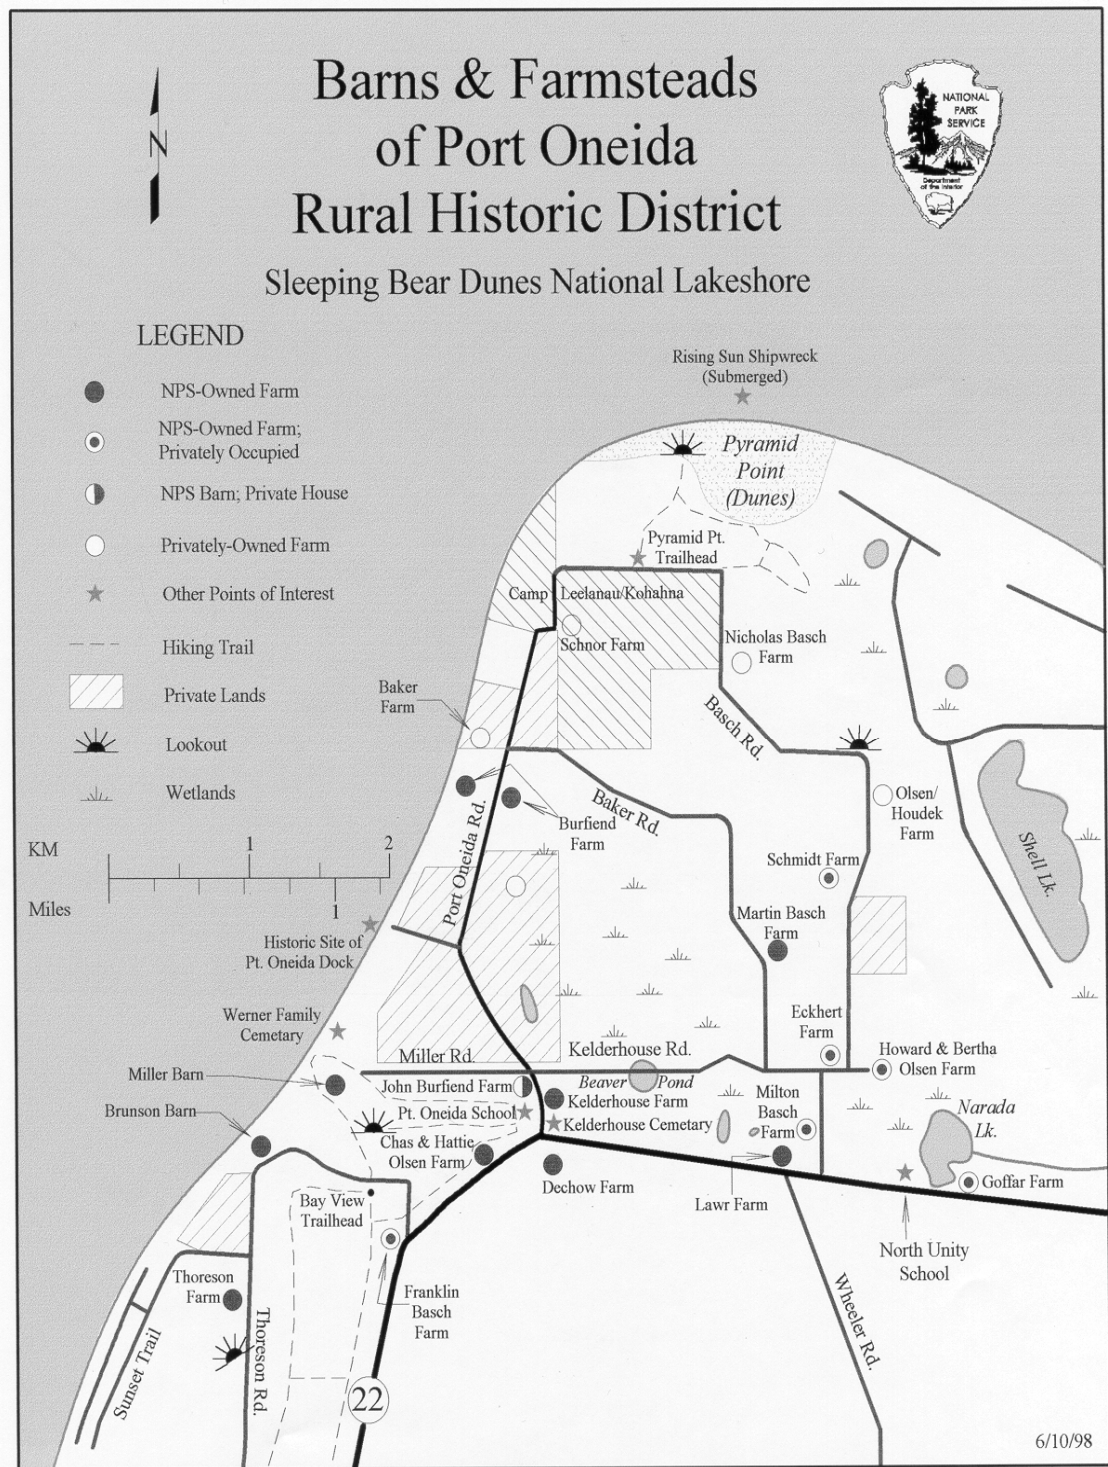 Barns & Farmsteads
of Port Oneida
Rural Historic District
Sleeping Bear Dunes National Lakeshore
N
NATIONAL
PARK
SERVICE
Department
of the Interior
LEGEND
NPS-Owned Farm
NPS-Owned Farm;
Privately Occupied
NPS Barn; Private House
Privately-Owned Farm
Other Points of Interest
Hiking Trail
Private Lands
Lookout
Wetlands
KM
1
2
Miles
1
Rising Sun Shipwreck
(Submerged)
Pyramid
Point
(Dunes)
Pyramid Pt.
Trailhead
Camp Leelanau/Kohahna
Schnor Farm
Nicholas Basch
Farm
Baker
Farm
Basch Rd.
Burfiend
Farm
Baker Rd.
Port Oneida Rd.
Olsen/
Houdek
Farm
Shell Lk.
Schmidt Farm
Martin Basch
Farm
Historic Site of
Pt. Oneida Dock
Werner Family
Cemetary
Eckhert
Farm
Miller Rd.
Kelderhouse Rd.
Howard & Bertha
Olsen Farm
Miller Barn
John Burfiend Farm
Beaver Pond
Kelderhouse Farm
Milton
Basch
Farm
Narada
Lk.
Brunson Barn
Pt. Oneida School
Kelderhouse Cemetary
Chas & Hattie
Olsen Farm
Dechow Farm
Lawr Farm
Goffar Farm
Bay View
Trailhead
North Unity
School
Thoreson
Farm
Franklin
Basch
Farm
Sunset Trail
Thoreson Rd.
Wheeler Rd.
22
6/10/98